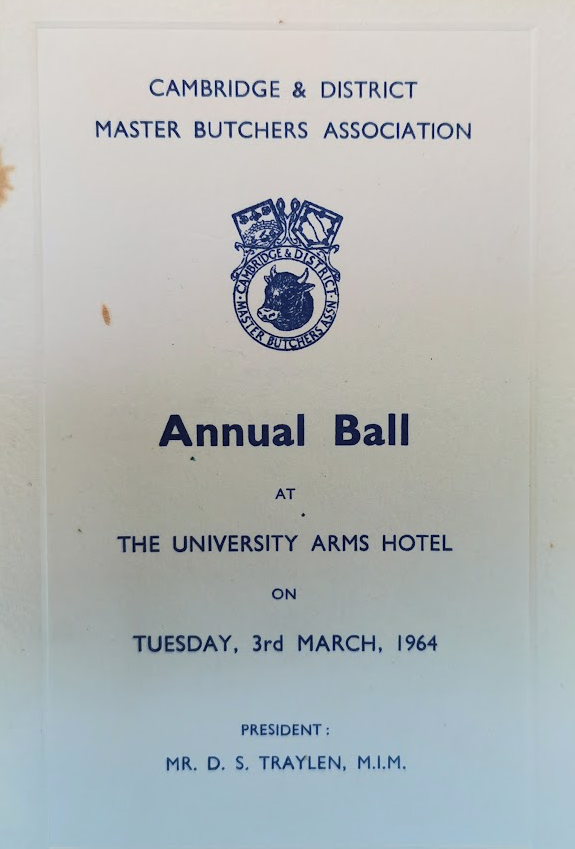 CAMBRIDGE & DISTRICT
MASTER BUTCHERS ASSOCIATION
· CAMBRIDGE & DISTRICT ·
MASTER BUTCHERS ASSN
Annual Ball
AT
THE UNIVERSITY ARMS HOTEL
ON
TUESDAY, 3rd MARCH, 1964
PRESIDENT :
MR. D. S. TRAYLEN, M.I.M.